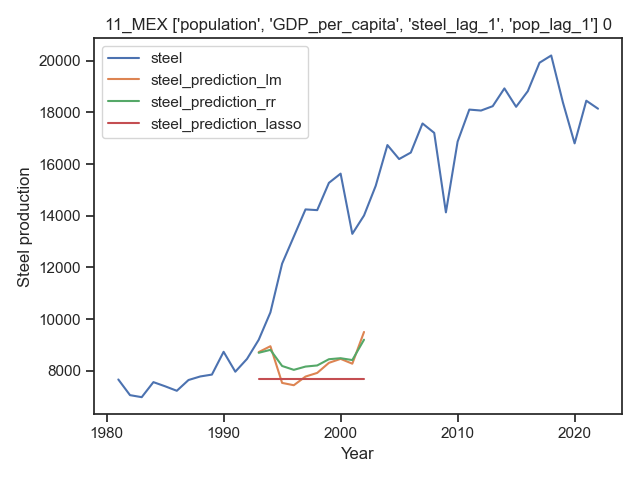 11_MEX ['population', 'GDP_per_capita', 'steel_lag_1', 'pop_lag_1'] 0
steel
steel_prediction_lm
steel_prediction_rr
steel_prediction_lasso
20000
18000
16000
14000
12000
10000
8000
Steel production
1980
1990
2000
2010
2020
Year